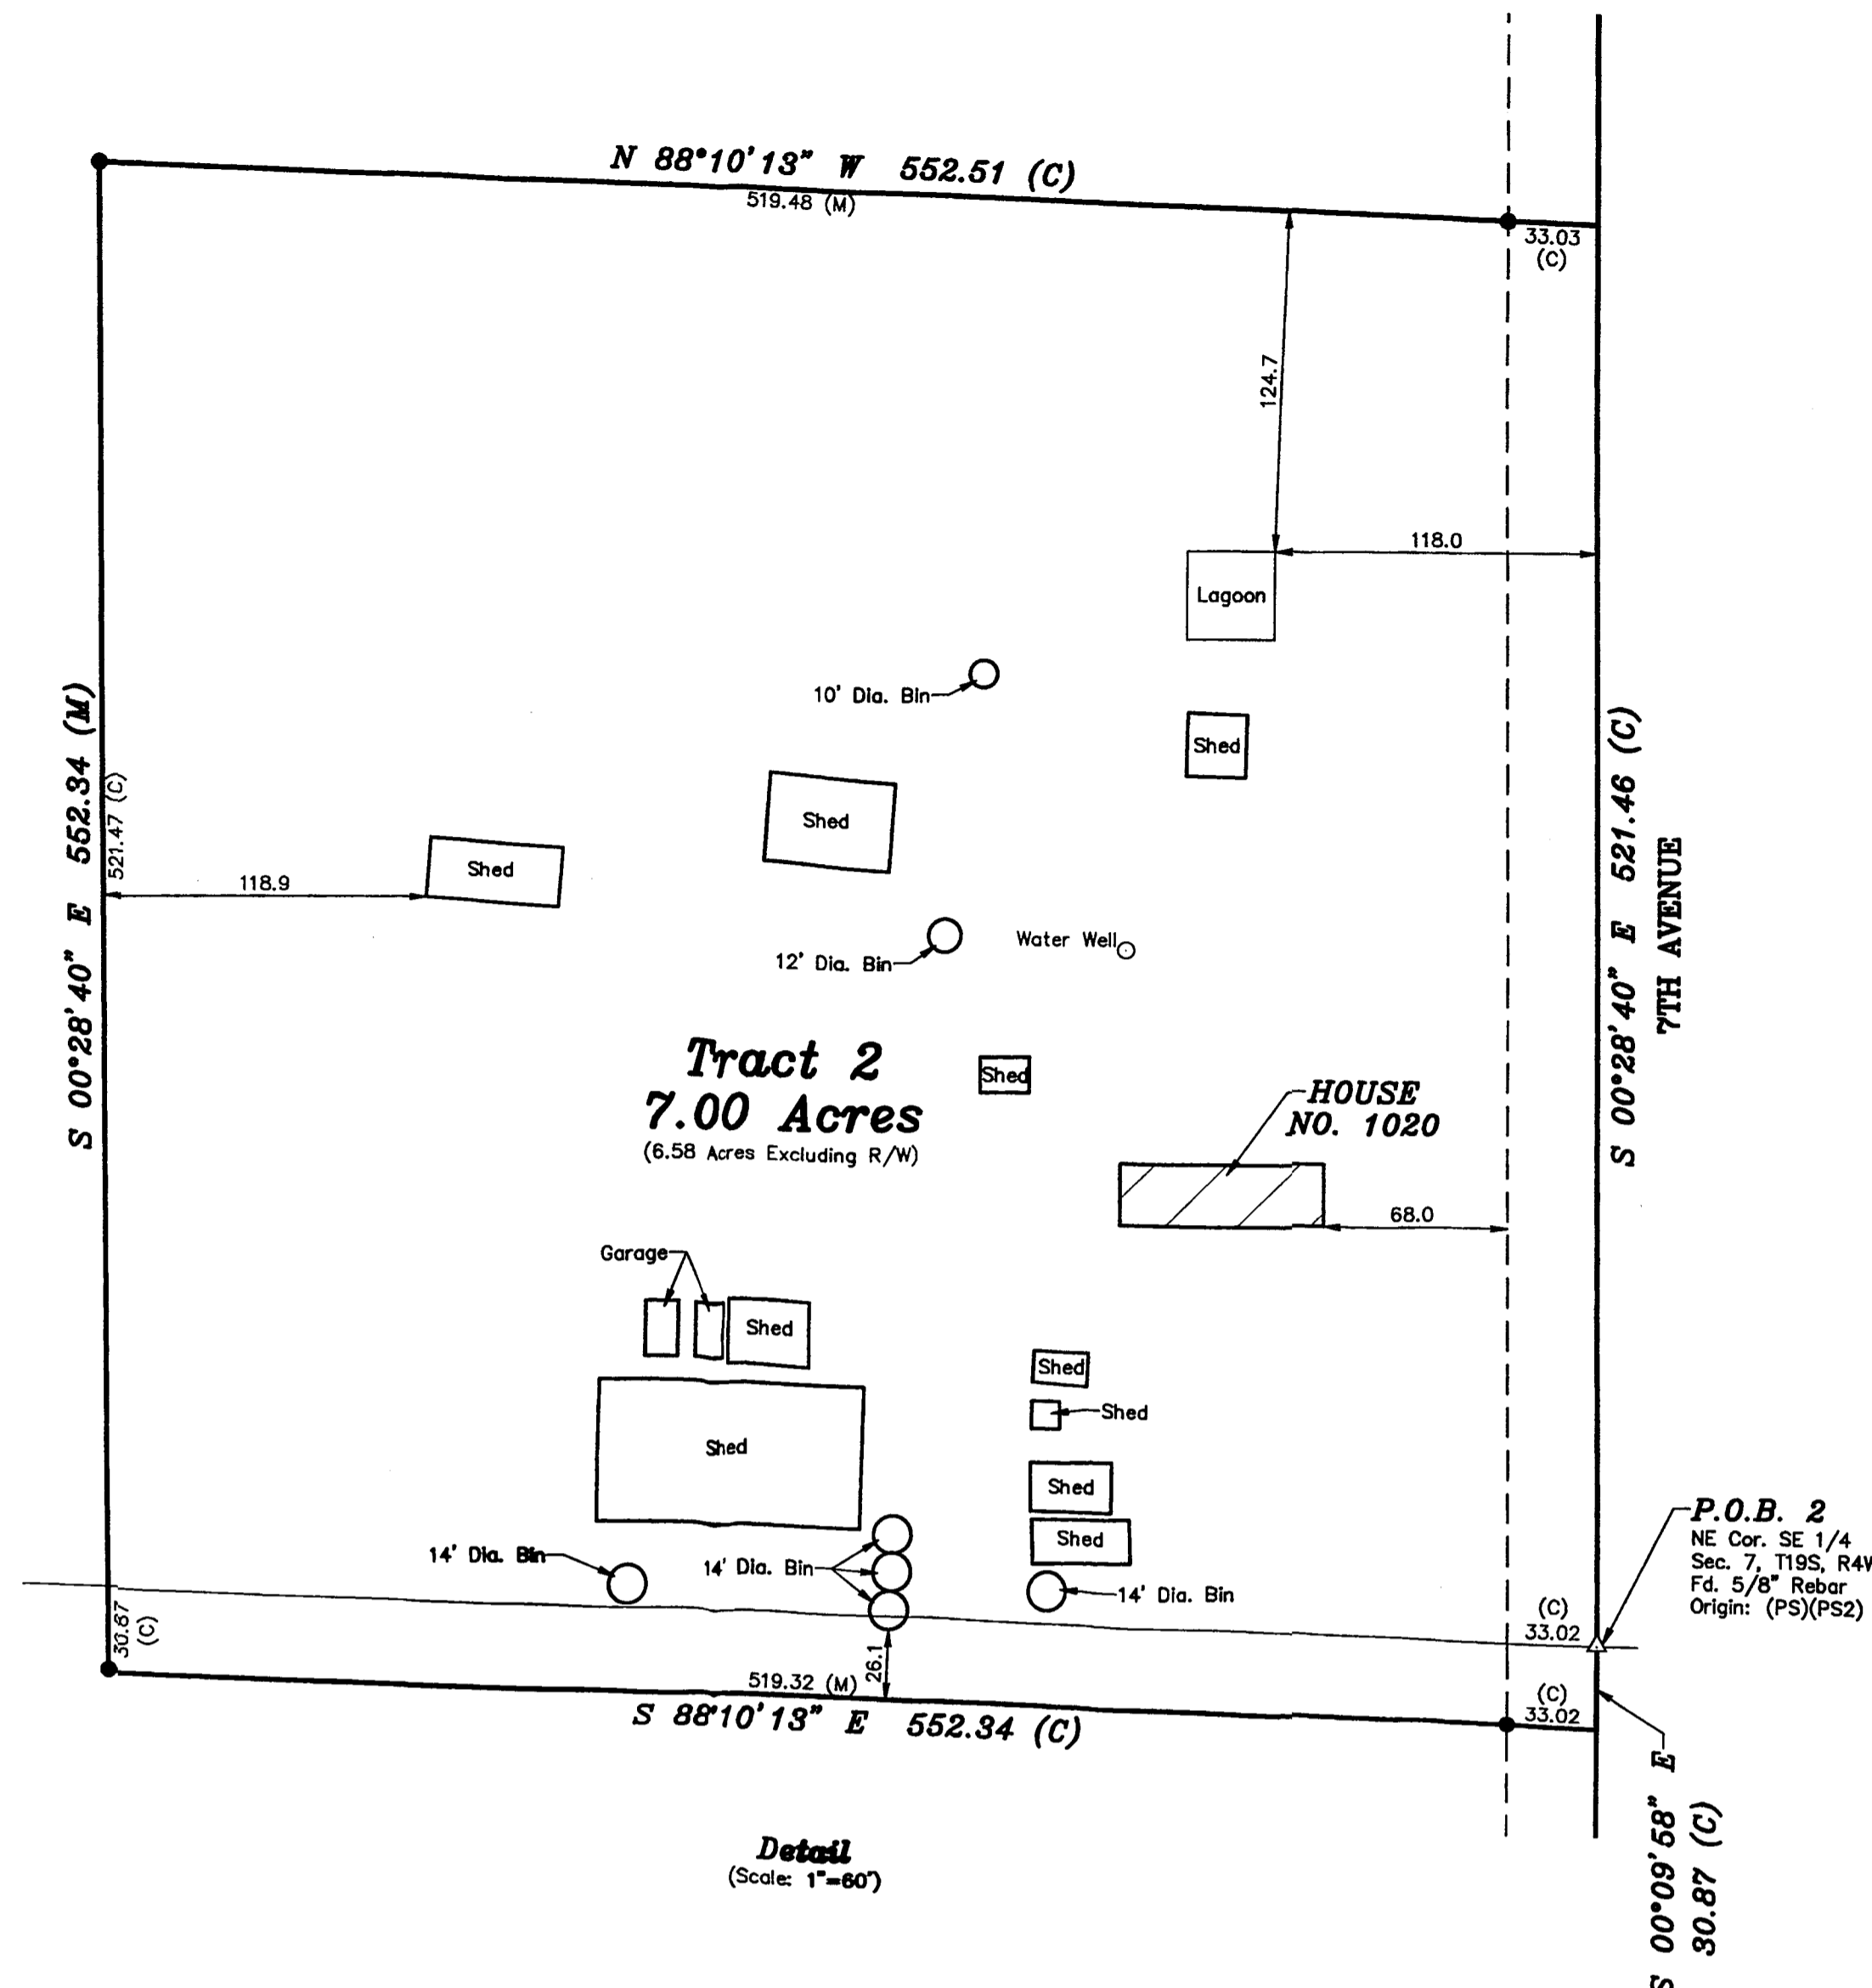 N 88°10'13" W 552.51 (C)
519.48 (M)
33.03
(C)
124.7
118.0
Lagoon
10' Dia. Bin
Shed
Shed
Shed
118.9
S 00°28'40" E 552.34 (M)
521.47 (C)
S 00°28'40" E 521.46 (C)
7TH AVENUE
12' Dia. Bin
Water Well
Tract 2
7.00 Acres
(6.58 Acres Excluding R/W)
Shed
HOUSE
NO. 1020
68.0
Garage
Shed
Shed
Shed
Shed
Shed
Shed
14' Dia. Bin
14' Dia. Bin
14' Dia. Bin
P.O.B. 2
NE Cor. SE 1/4
Sec. 7, T19S, R4W
Fd. 5/8" Rebar
Origin: (PS)(PS2)
(C)
33.02
30.87
(C)
26.1
519.32 (M)
(C)
33.02
S 88°10'13" E 552.34 (C)
S 00°09'58" E
30.87 (C)
Detail
(Scale: 1"=60')